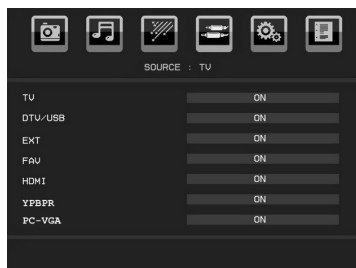 SOURCE : TV
TV ON
DTV/USB ON
EXT ON
FAV ON
HDMI ON
YPBPR ON
PC-VGA ON